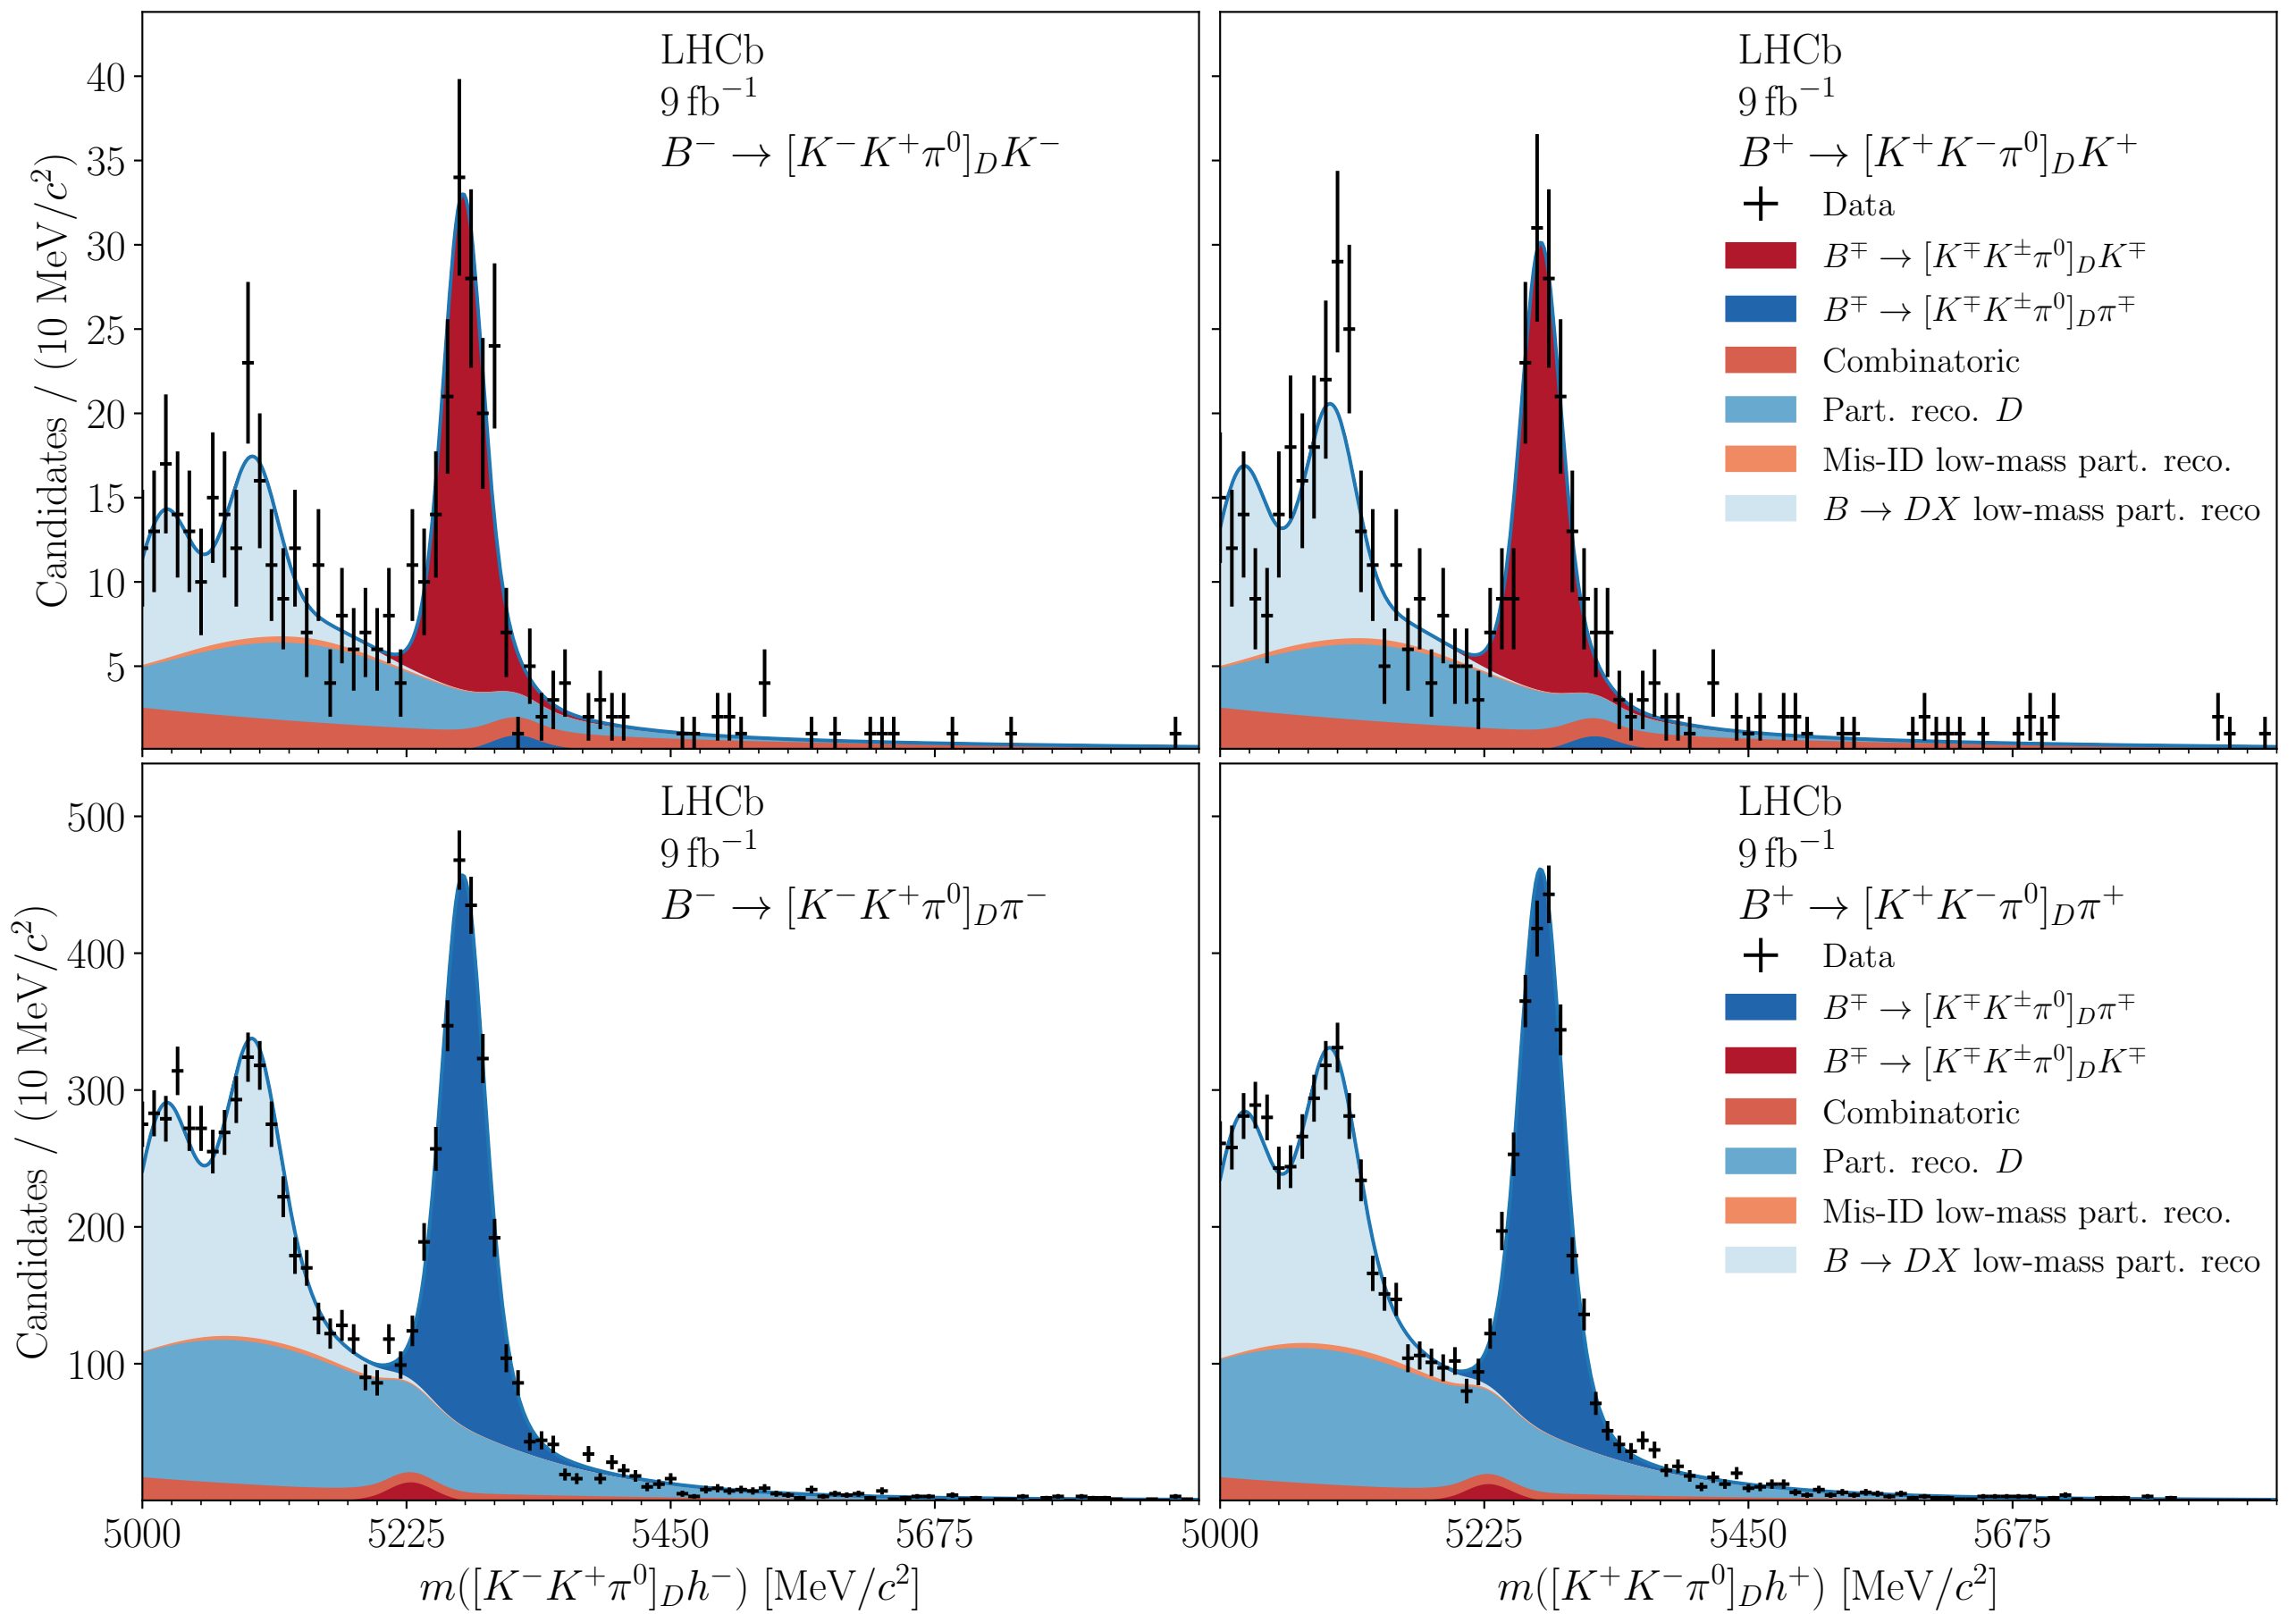 LHCb
9 fb⁻¹
B⁻ → [K⁻K⁺π⁰]_D K⁻
Candidates / (10 MeV/c²)
40
35
30
25
20
15
10
5
LHCb
9 fb⁻¹
B⁺ → [K⁺K⁻π⁰]_D K⁺
Data
B^∓ → [K^∓K^±π⁰]_D K^∓
B^∓ → [K^∓K^±π⁰]_D π^∓
Combinatoric
Part. reco. D
Mis-ID low-mass part. reco.
B → DX low-mass part. reco
LHCb
9 fb⁻¹
B⁻ → [K⁻K⁺π⁰]_D π⁻
Candidates / (10 MeV/c²)
500
400
300
200
100
5000
5225
5450
5675
m([K⁻K⁺π⁰]_D h⁻) [MeV/c²]
LHCb
9 fb⁻¹
B⁺ → [K⁺K⁻π⁰]_D π⁺
Data
B^∓ → [K^∓K^±π⁰]_D π^∓
B^∓ → [K^∓K^±π⁰]_D K^∓
Combinatoric
Part. reco. D
Mis-ID low-mass part. reco.
B → DX low-mass part. reco
5000
5225
5450
5675
m([K⁺K⁻π⁰]_D h⁺) [MeV/c²]